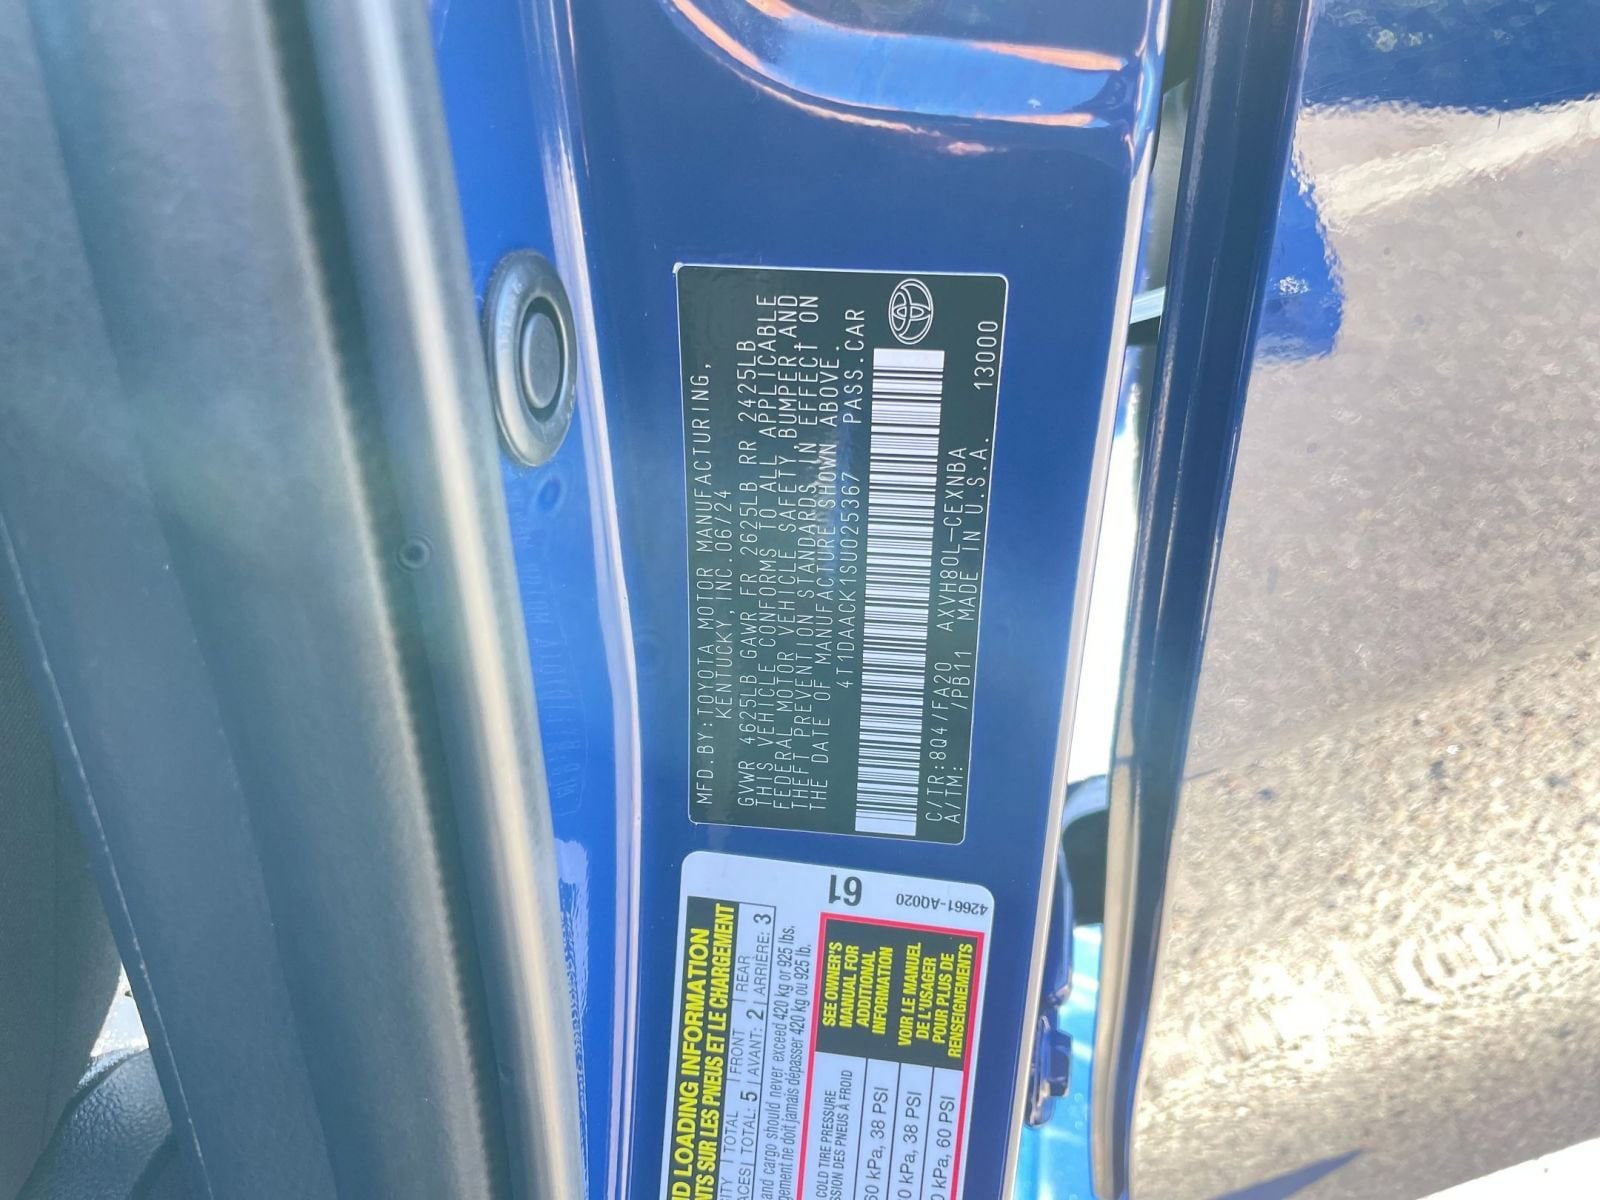 MFD.BY:TOYOTA MOTOR MANUFACTURING,
KENTUCKY,INC.06/24
GVWR 4625LB GAWR FR 2625LB RR 2425LB
THIS VEHICLE CONFORMS TO ALL APPLICABLE
FEDERAL MOTOR VEHICLE SAFETY,BUMPER,AND
THEFT PREVENTION STANDARDS IN EFFECT ON
THE DATE OF MANUFACTURE SHOWN ABOVE.
4T1DAACK1SU025367 PASS.CAR
C/TR:8Q4/FA20 AXVH80L-CEXNBA
A/TM: /PB11 MADE IN U.S.A. 13000
61
42661-AQ020
LOADING INFORMATION
SUR LES PNEUS ET LE CHARGEMENT
TOTAL FRONT REAR
TOTAL: 5 AVANT: 2 ARRIÈRE: 3
and cargo should never exceed 420 kg or 925 lbs.
ne doit jamais dépasser 420 kg ou 925 lb.
COLD TIRE PRESSURE
DES PNEUS À FROID
kPa, 38 PSI
kPa, 38 PSI
kPa, 60 PSI
SEE OWNER'S
MANUAL FOR
ADDITIONAL
INFORMATION
VOIR LE MANUEL
DE L'USAGER
POUR PLUS DE
RENSEIGNEMENTS